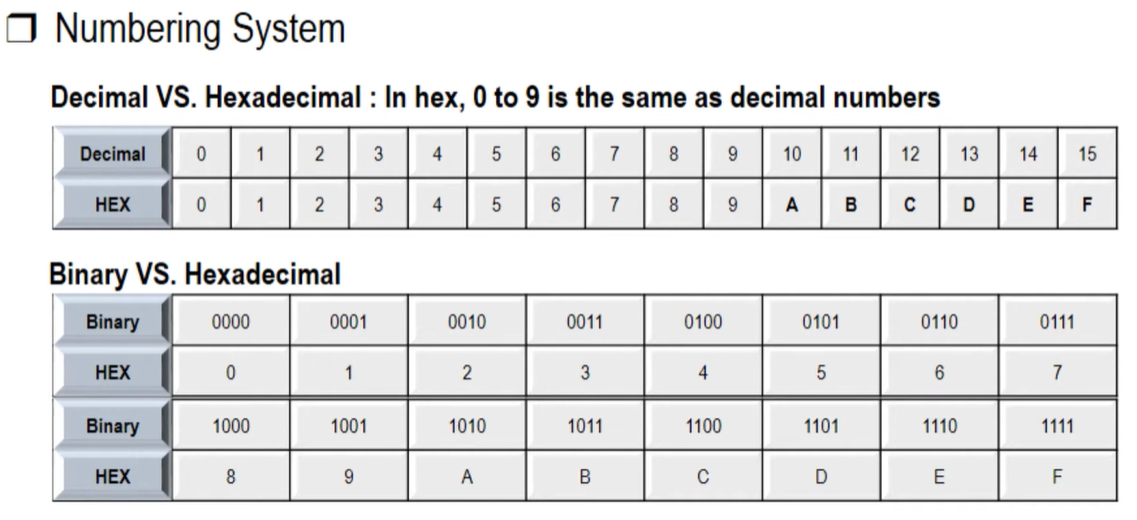 Numbering System
Decimal VS. Hexadecimal : In hex, 0 to 9 is the same as decimal numbers
Decimal 0 1 2 3 4 5 6 7 8 9 10 11 12 13 14 15
HEX 0 1 2 3 4 5 6 7 8 9 A B C D E F
Binary VS. Hexadecimal
Binary 0000 0001 0010 0011 0100 0101 0110 0111
HEX 0 1 2 3 4 5 6 7
Binary 1000 1001 1010 1011 1100 1101 1110 1111
HEX 8 9 A B C D E F